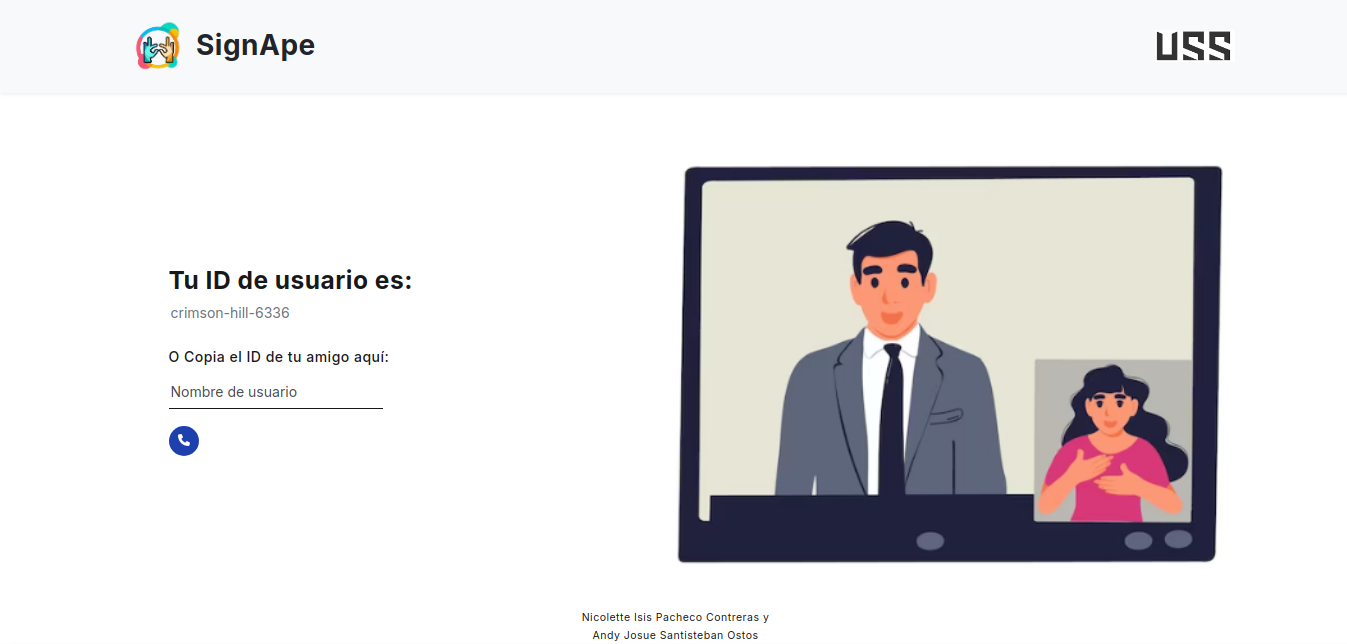 SignApe
USS
Tu ID de usuario es:
crimson-hill-6336
O Copia el ID de tu amigo aquí:
Nombre de usuario
Nicolette Isis Pacheco Contreras y
Andy Josue Santisteban Ostos